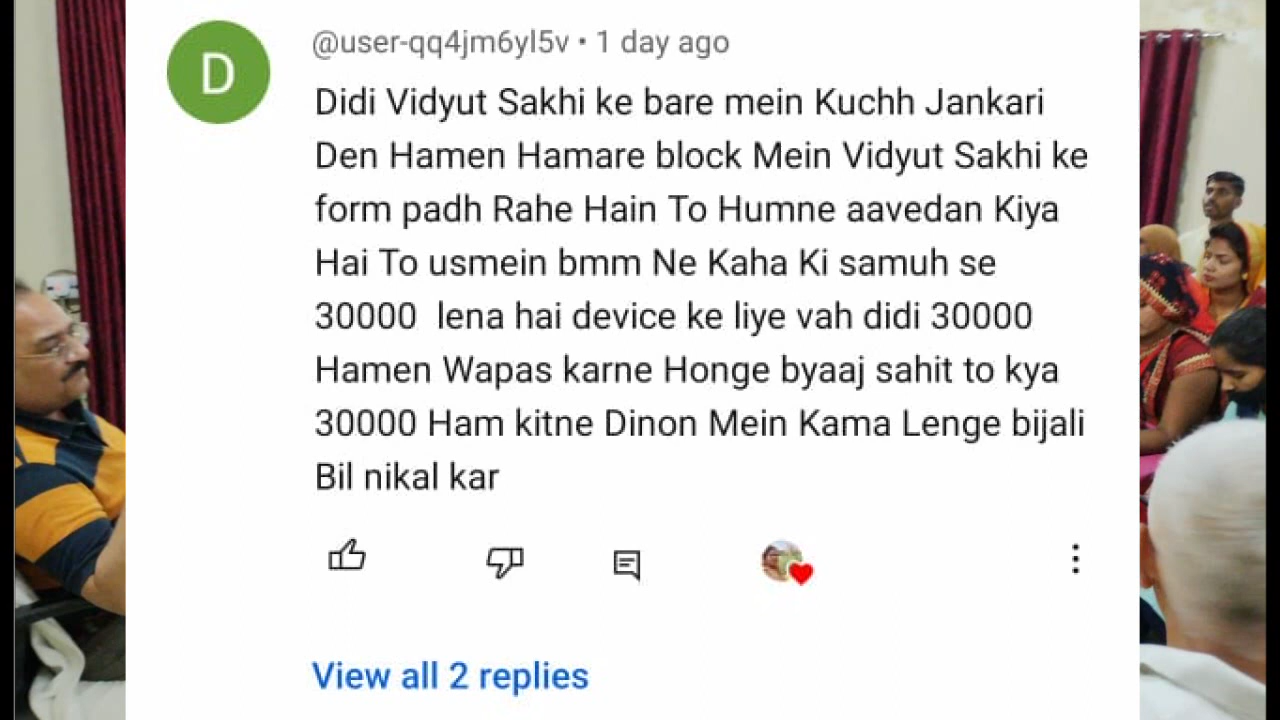 D
@user-qq4jm6yl5v • 1 day ago
Didi Vidyut Sakhi ke bare mein Kuchh Jankari
Den Hamen Hamare block Mein Vidyut Sakhi ke
form padh Rahe Hain To Humne aavedan Kiya
Hai To usmein bmm Ne Kaha Ki samuh se
30000  lena hai device ke liye vah didi 30000
Hamen Wapas karne Honge byaaj sahit to kya
30000 Ham kitne Dinon Mein Kama Lenge bijali
Bil nikal kar
View all 2 replies